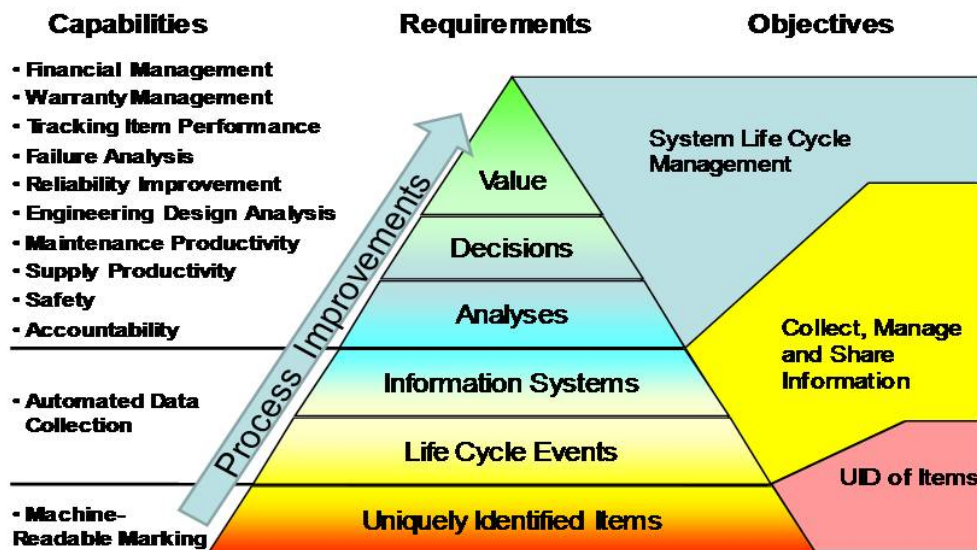 Capabilities
Requirements
Objectives
• Financial Management
• Warranty Management
• Tracking Item Performance
• Failure Analysis
• Reliability Improvement
• Engineering Design Analysis
• Maintenance Productivity
• Supply Productivity
• Safety
• Accountability
• Automated Data
Collection
• Machine-
Readable Marking
Process Improvements
Value
Decisions
Analyses
Information Systems
Life Cycle Events
Uniquely Identified Items
System Life Cycle
Management
Collect, Manage
and Share
Information
UID of Items